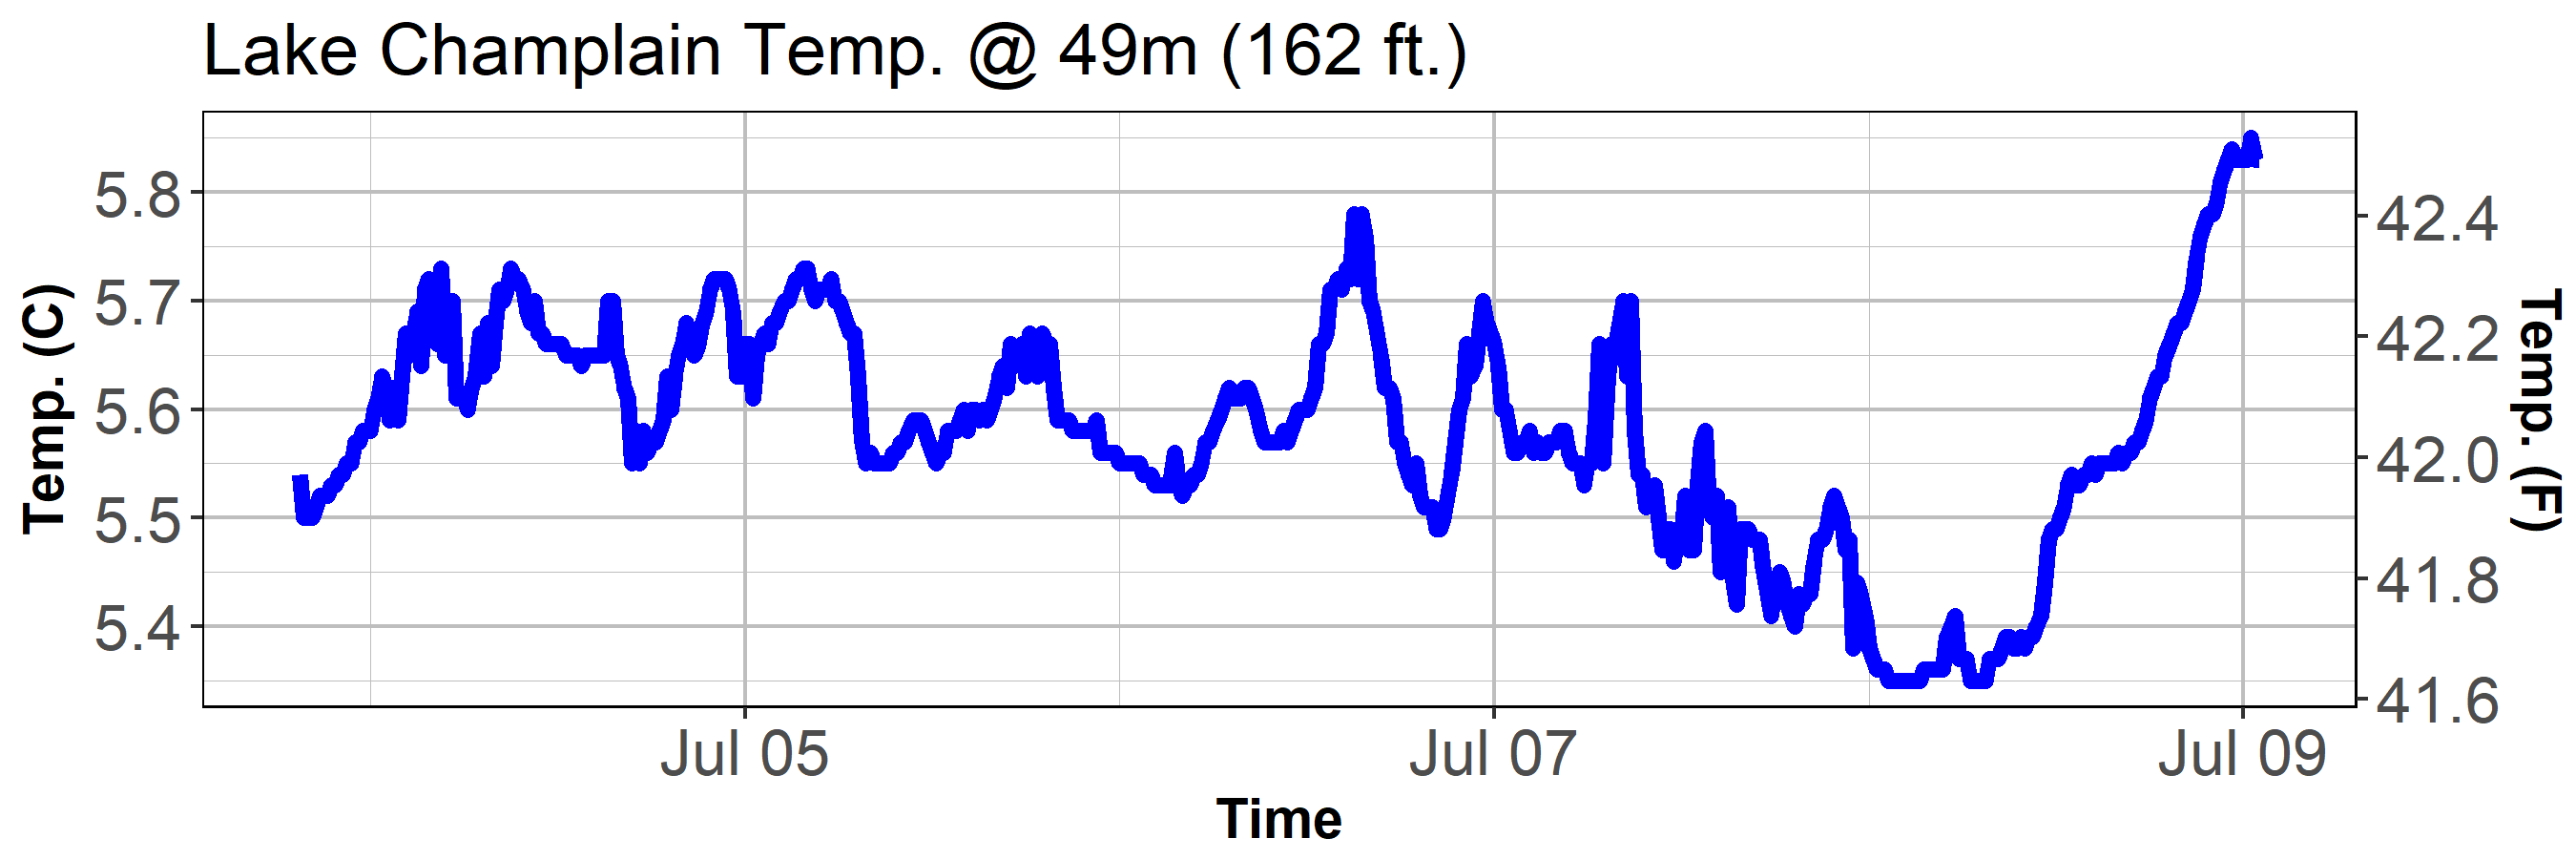 Lake Champlain Temp. @ 49m (162 ft.)
Temp. (C)
5.8
5.7
5.6
5.5
5.4
42.4
42.2
42.0
41.8
41.6
Temp. (F)
Jul 05
Jul 07
Jul 09
Time